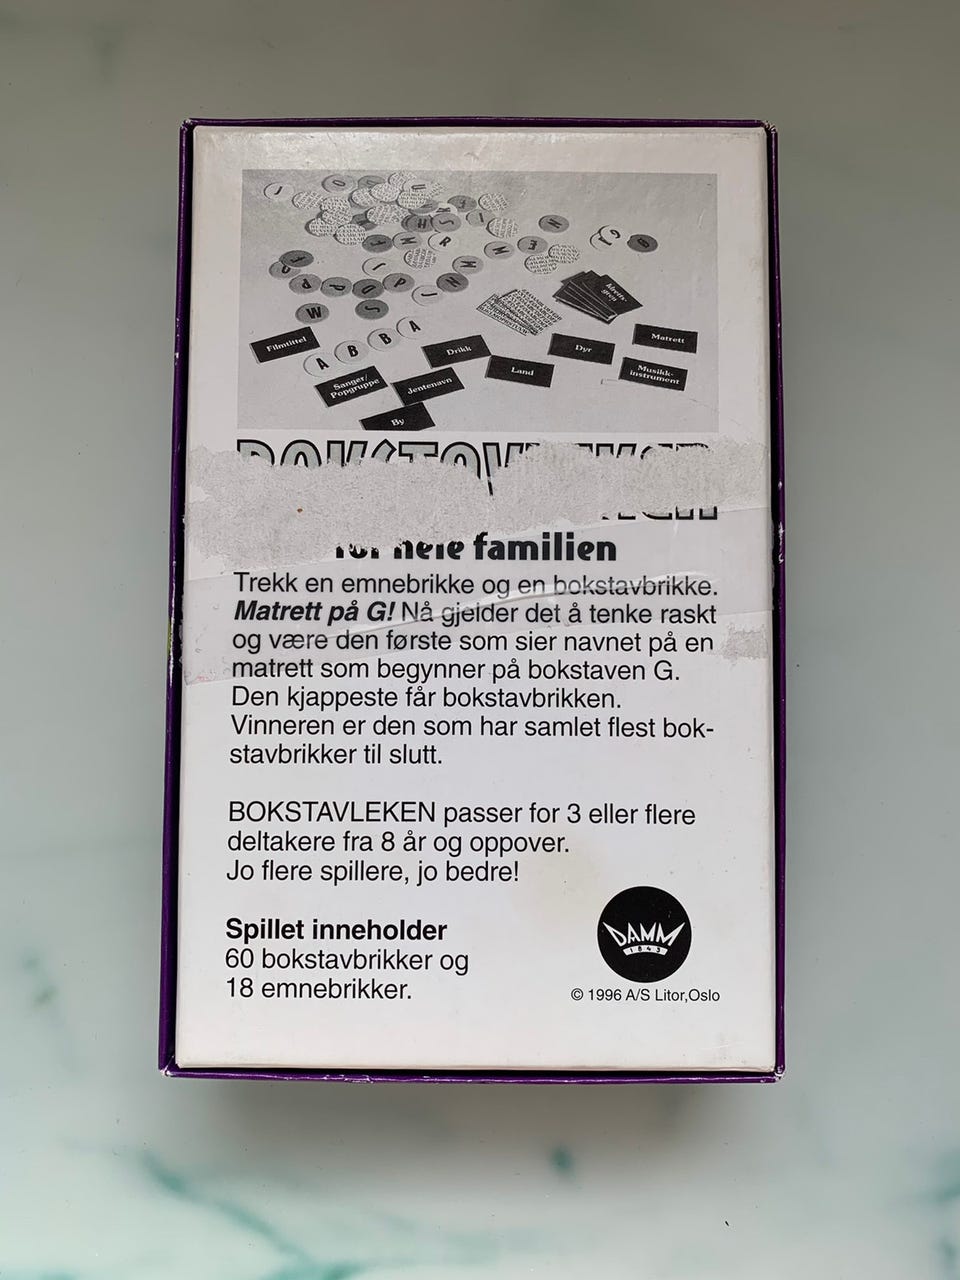 Idretts-
gren
Filmtittel
A B B A
Sanger/
Popgruppe
Drikk
Jentenavn
By
Land
Dyr
Matrett
Musikk-
instrument
for hele familien
Trekk en emnebrikke og en bokstavbrikke.
Matrett på G! Nå gjelder det å tenke raskt
og være den første som sier navnet på en
matrett som begynner på bokstaven G.
Den kjappeste får bokstavbrikken.
Vinneren er den som har samlet flest bok-
stavbrikker til slutt.
BOKSTAVLEKEN passer for 3 eller flere
deltakere fra 8 år og oppover.
Jo flere spillere, jo bedre!
Spillet inneholder
60 bokstavbrikker og
18 emnebrikker.
DAMM
1843
© 1996 A/S Litor,Oslo